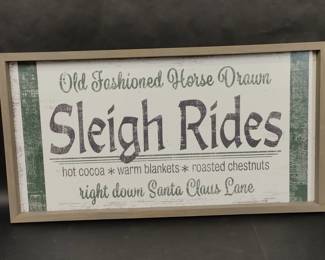 Old Fashioned Horse Drawn
Sleigh Rides
hot cocoa * warm blankets * roasted chestnuts
right down Santa Claus Lane